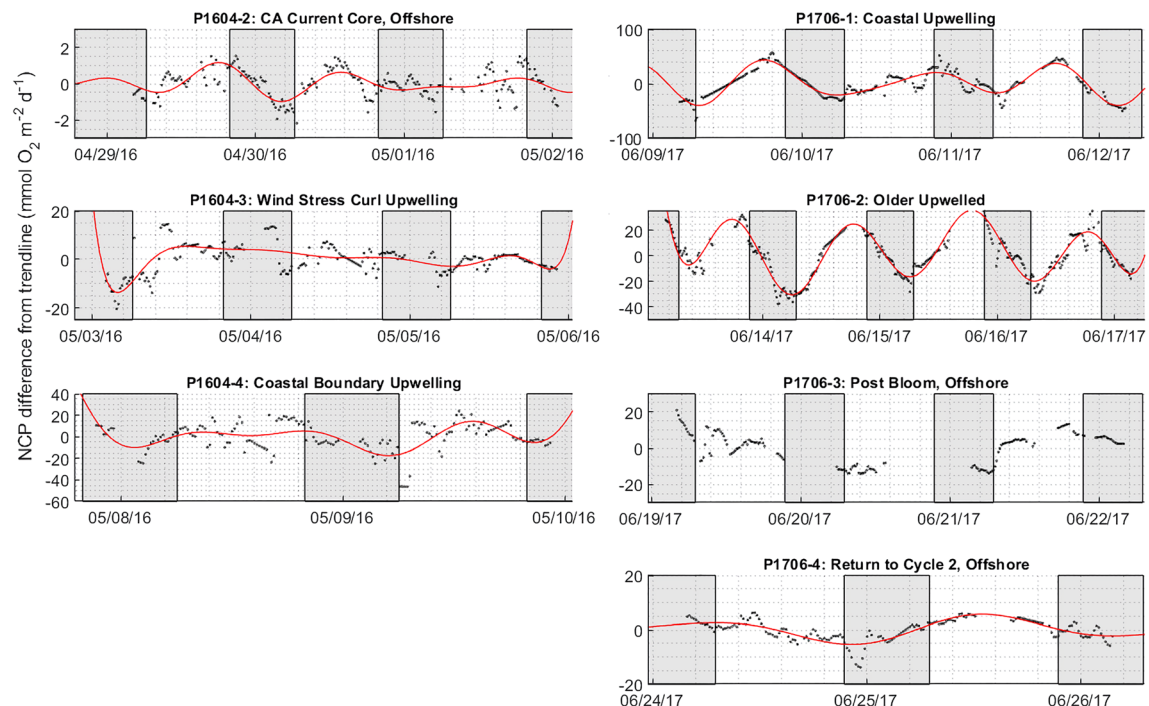 NCP difference from trendline (mmol O2 m-2 d-1)
P1604-2: CA Current Core, Offshore
2
0
-2
04/29/16 04/30/16 05/01/16 05/02/16
P1604-3: Wind Stress Curl Upwelling
20
0
-20
05/03/16 05/04/16 05/05/16 05/06/16
P1604-4: Coastal Boundary Upwelling
40
20
0
-20
-40
-60
05/08/16 05/09/16 05/10/16
P1706-1: Coastal Upwelling
100
0
-100
06/09/17 06/10/17 06/11/17 06/12/17
P1706-2: Older Upwelled
20
0
-20
-40
06/14/17 06/15/17 06/16/17 06/17/17
P1706-3: Post Bloom, Offshore
20
0
-20
06/19/17 06/20/17 06/21/17 06/22/17
P1706-4: Return to Cycle 2, Offshore
20
0
-20
06/24/17 06/25/17 06/26/17